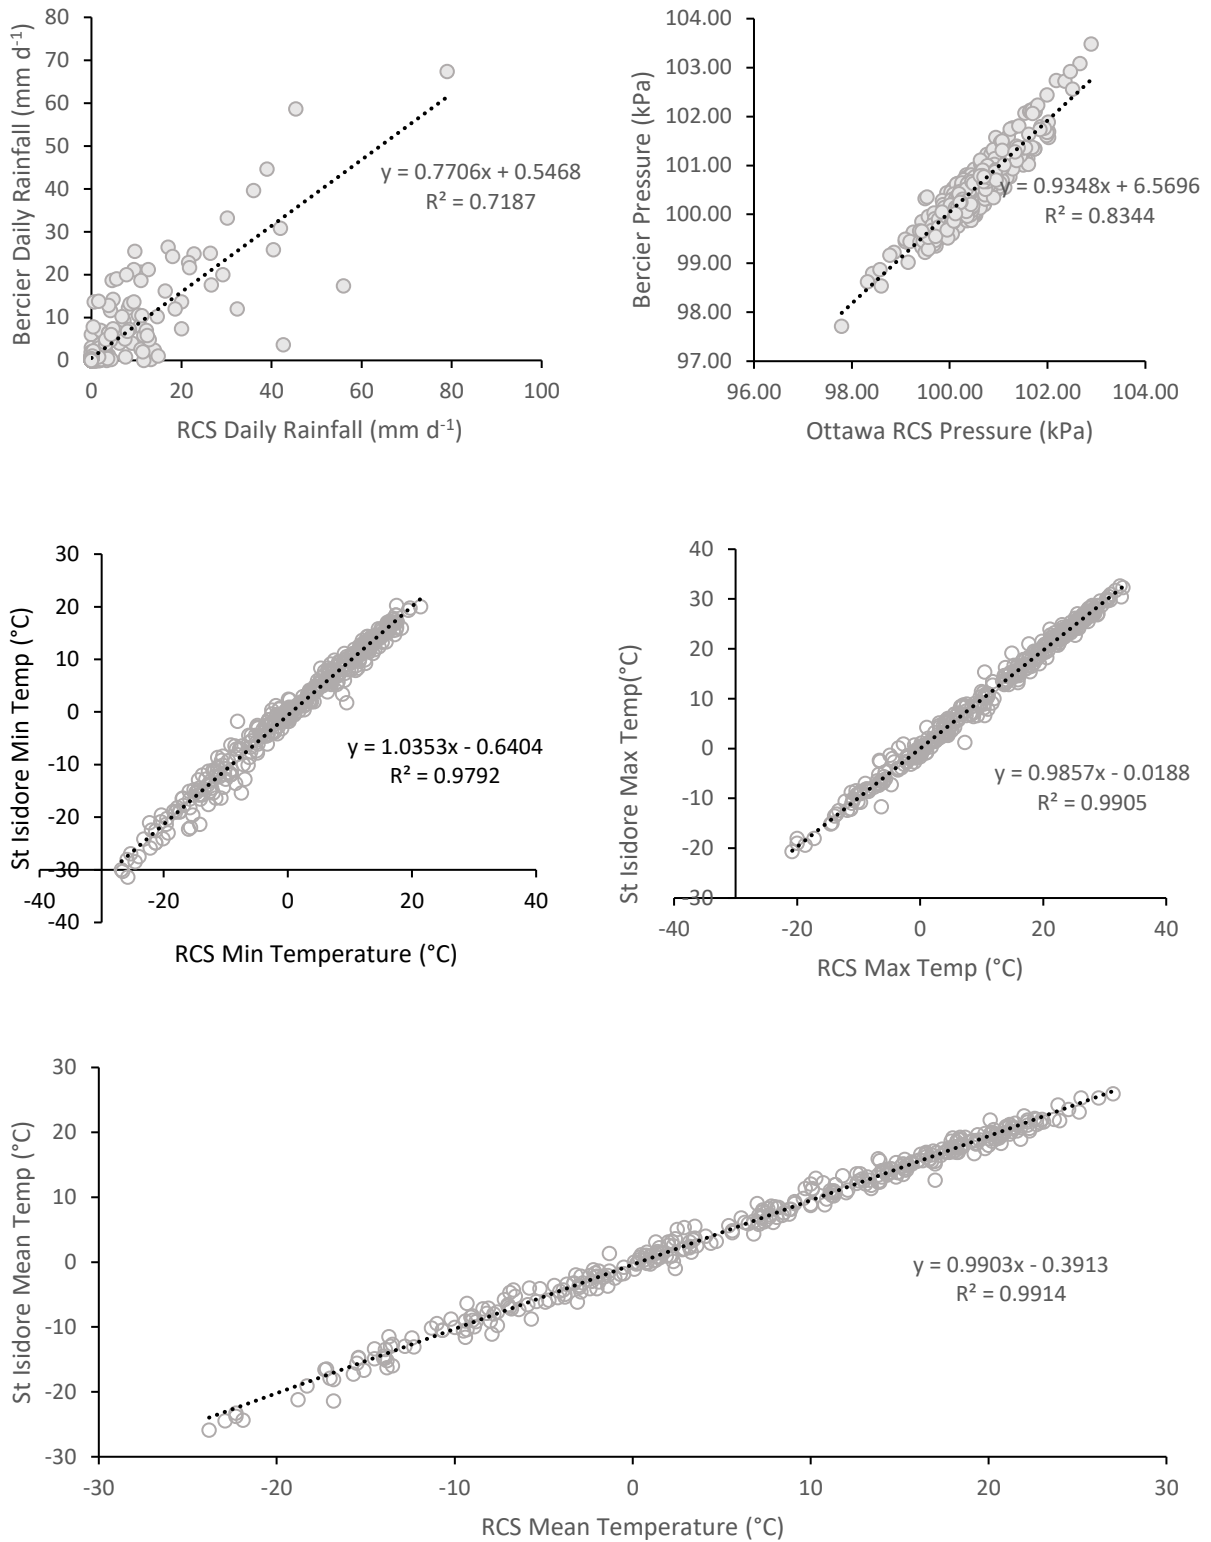 80
70
60
50
40
30
20
10
0
Bercier Daily Rainfall (mm d-1)
y = 0.7706x + 0.5468
R² = 0.7187
0 20 40 60 80 100
RCS Daily Rainfall (mm d-1)
104.00
103.00
102.00
101.00
100.00
99.00
98.00
97.00
Bercier Pressure (kPa)
y = 0.9348x + 6.5696
R² = 0.8344
96.00 98.00 100.00 102.00 104.00
Ottawa RCS Pressure (kPa)
30
20
10
0
-10
-20
-30
-40
St Isidore Min Temp (°C)
y = 1.0353x - 0.6404
R² = 0.9792
-40 -20 0 20 40
RCS Min Temperature (°C)
40
30
20
10
0
-10
-20
-30
St Isidore Max Temp(°C)
y = 0.9857x - 0.0188
R² = 0.9905
-40 -20 0 20 40
RCS Max Temp (°C)
30
20
10
0
-10
-20
-30
St Isidore Mean Temp (°C)
y = 0.9903x - 0.3913
R² = 0.9914
-30 -20 -10 0 10 20 30
RCS Mean Temperature (°C)